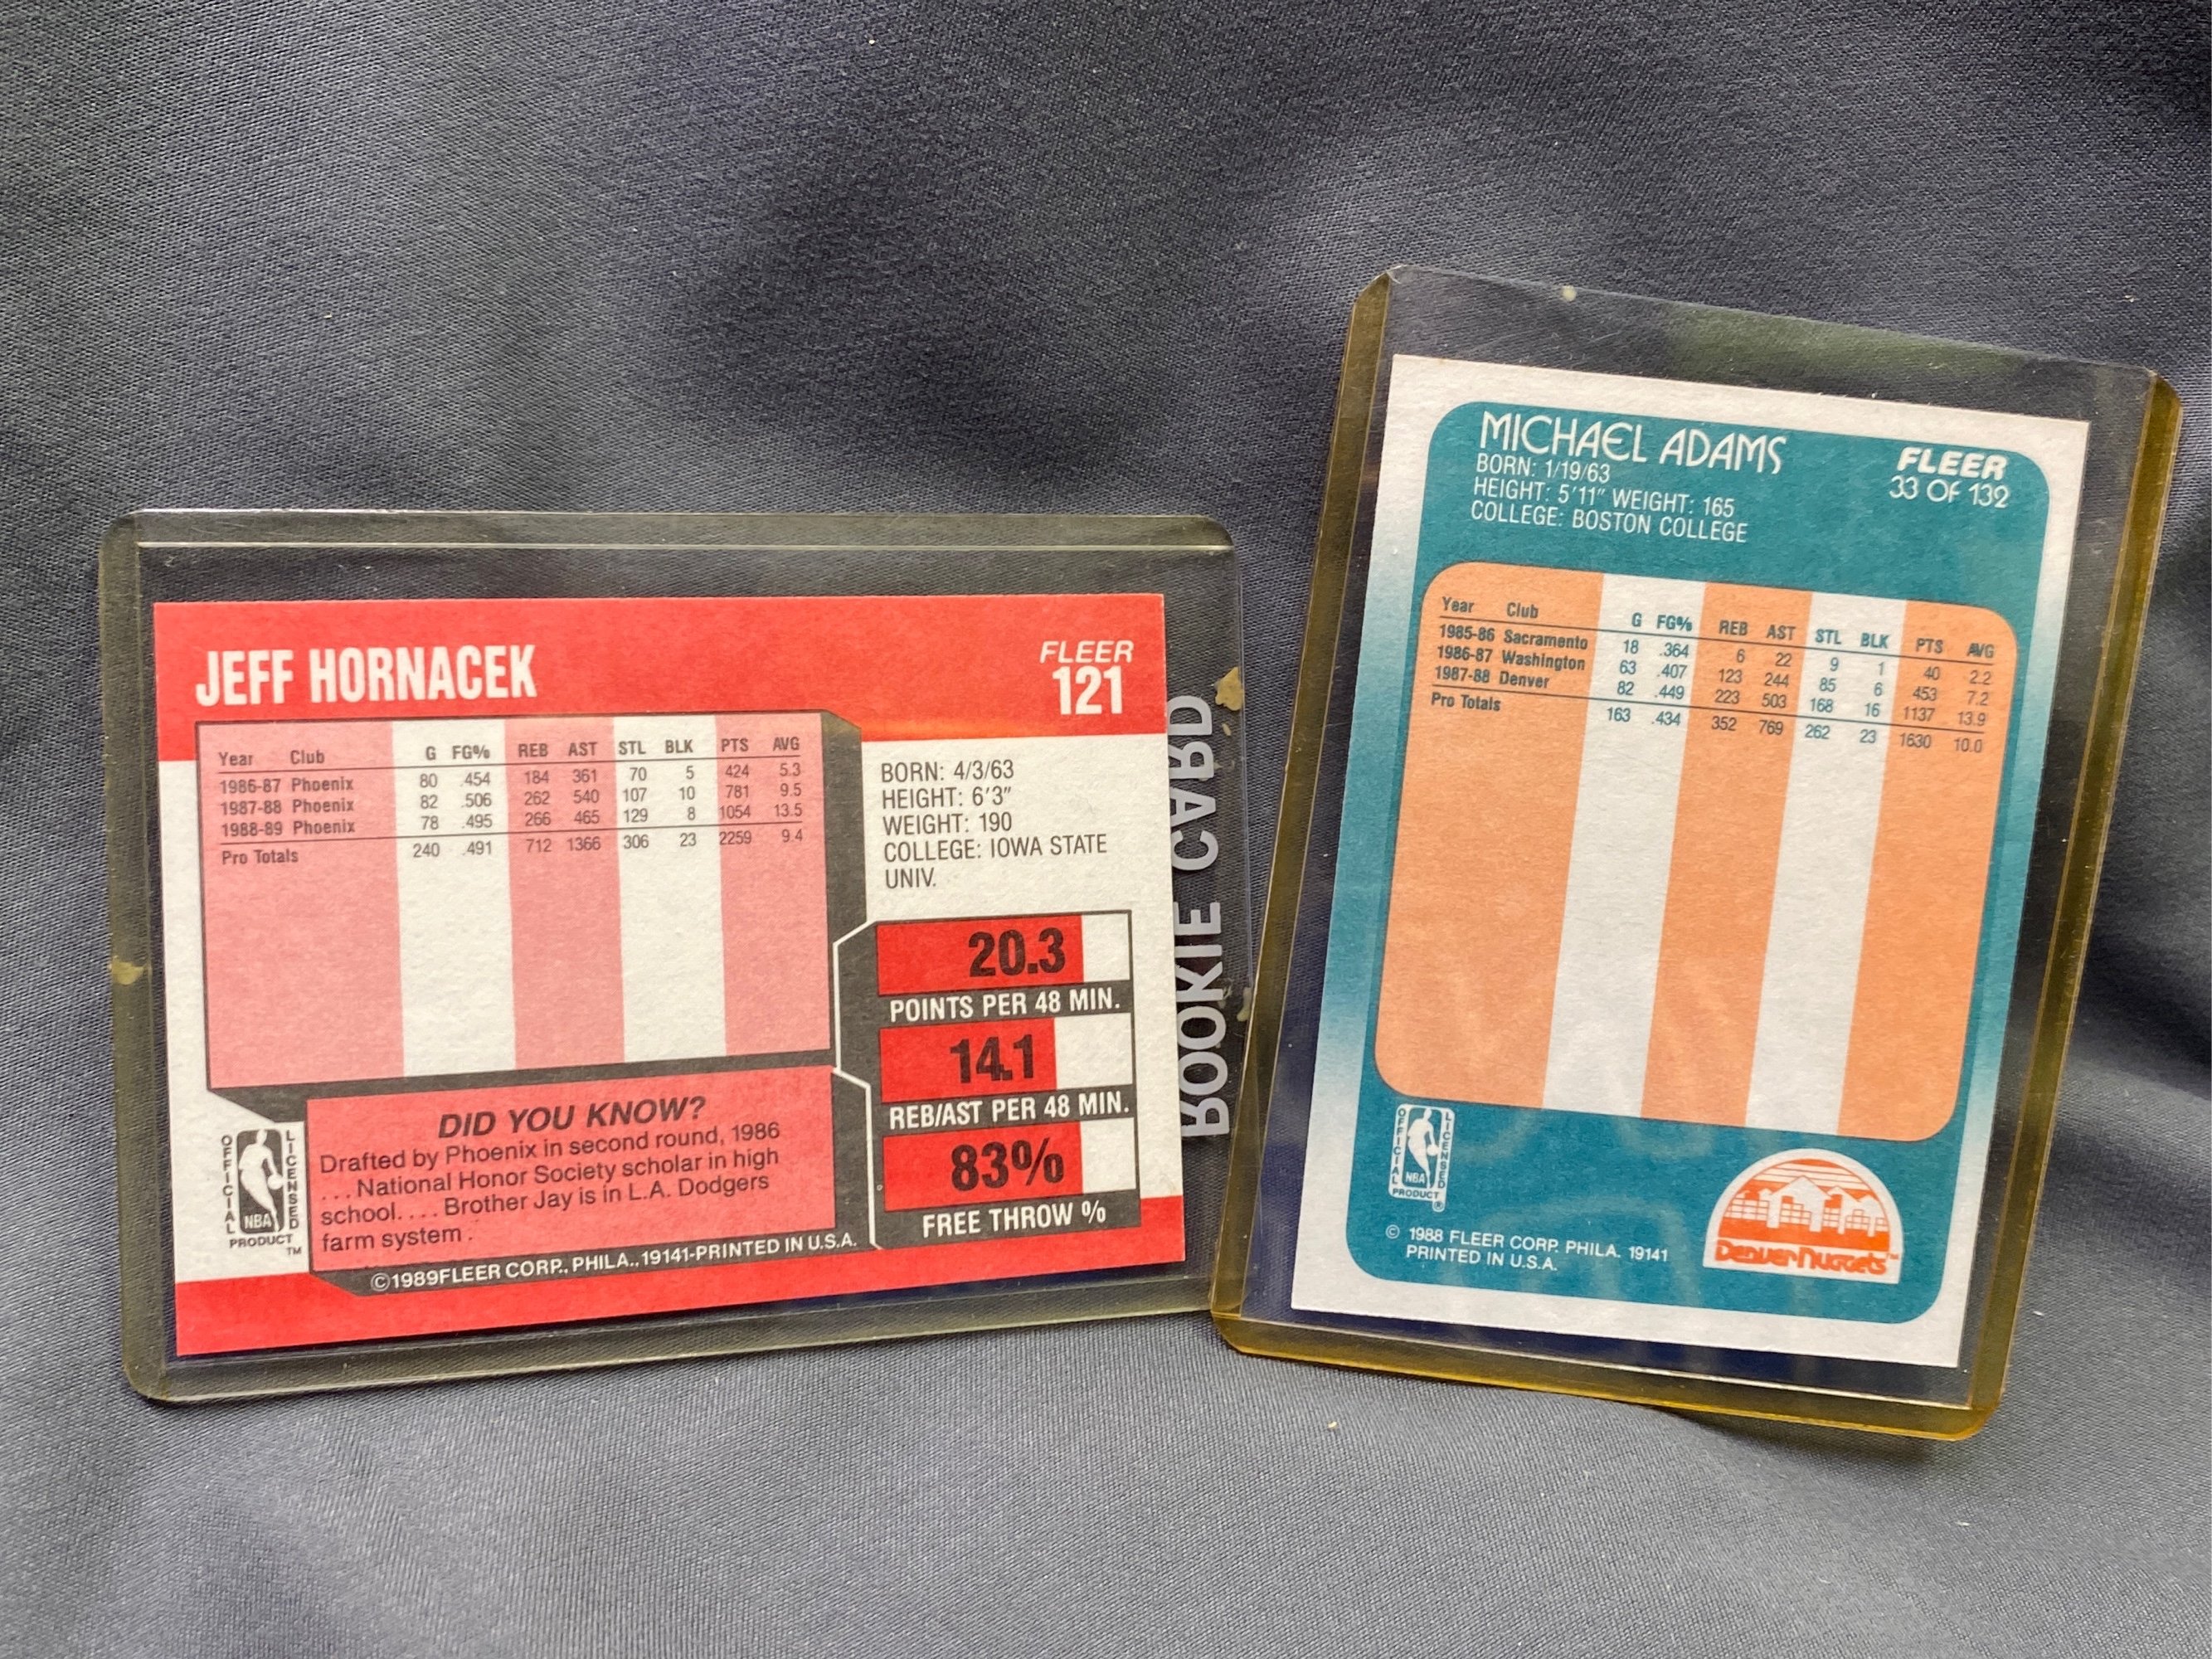 JEFF HORNACEK
FLEER
121
Year Club G FG% REB AST STL BLK PTS AVG
1986-87 Phoenix 80 .454 184 361 70 5 424 5.3
1987-88 Phoenix 82 .506 262 540 107 10 781 9.5
1988-89 Phoenix 78 .495 266 465 129 8 1054 13.5
Pro Totals 240 .491 712 1366 306 23 2259 9.4
BORN: 4/3/63
HEIGHT: 6'3"
WEIGHT: 190
COLLEGE: IOWA STATE
UNIV.
20.3
POINTS PER 48 MIN.
14.1
REB/AST PER 48 MIN.
83%
FREE THROW %
DID YOU KNOW?
Drafted by Phoenix in second round, 1986
... National Honor Society scholar in high
school. ... Brother Jay is in L.A. Dodgers
farm system .
OFFICIAL
LICENSED
NBA
PRODUCT
TM
©1989FLEER CORP., PHILA., 19141-PRINTED IN U.S.A.
ROOKIE CARD
MICHAEL ADAMS
BORN: 1/19/63
HEIGHT: 5'11" WEIGHT: 165
COLLEGE: BOSTON COLLEGE
FLEER
33 OF 132
Year Club G FG% REB AST STL BLK PTS AVG
1985-86 Sacramento 18 .364 6 22 9 1 40 2.2
1986-87 Washington 63 .407 123 244 85 6 453 7.2
1987-88 Denver 82 .449 223 503 168 16 1137 13.9
Pro Totals 163 .434 352 769 262 23 1630 10.0
OFFICIAL
LICENSED
NBA
PRODUCT
®
© 1988 FLEER CORP. PHILA. 19141
PRINTED IN U.S.A.
Denver Nuggets™